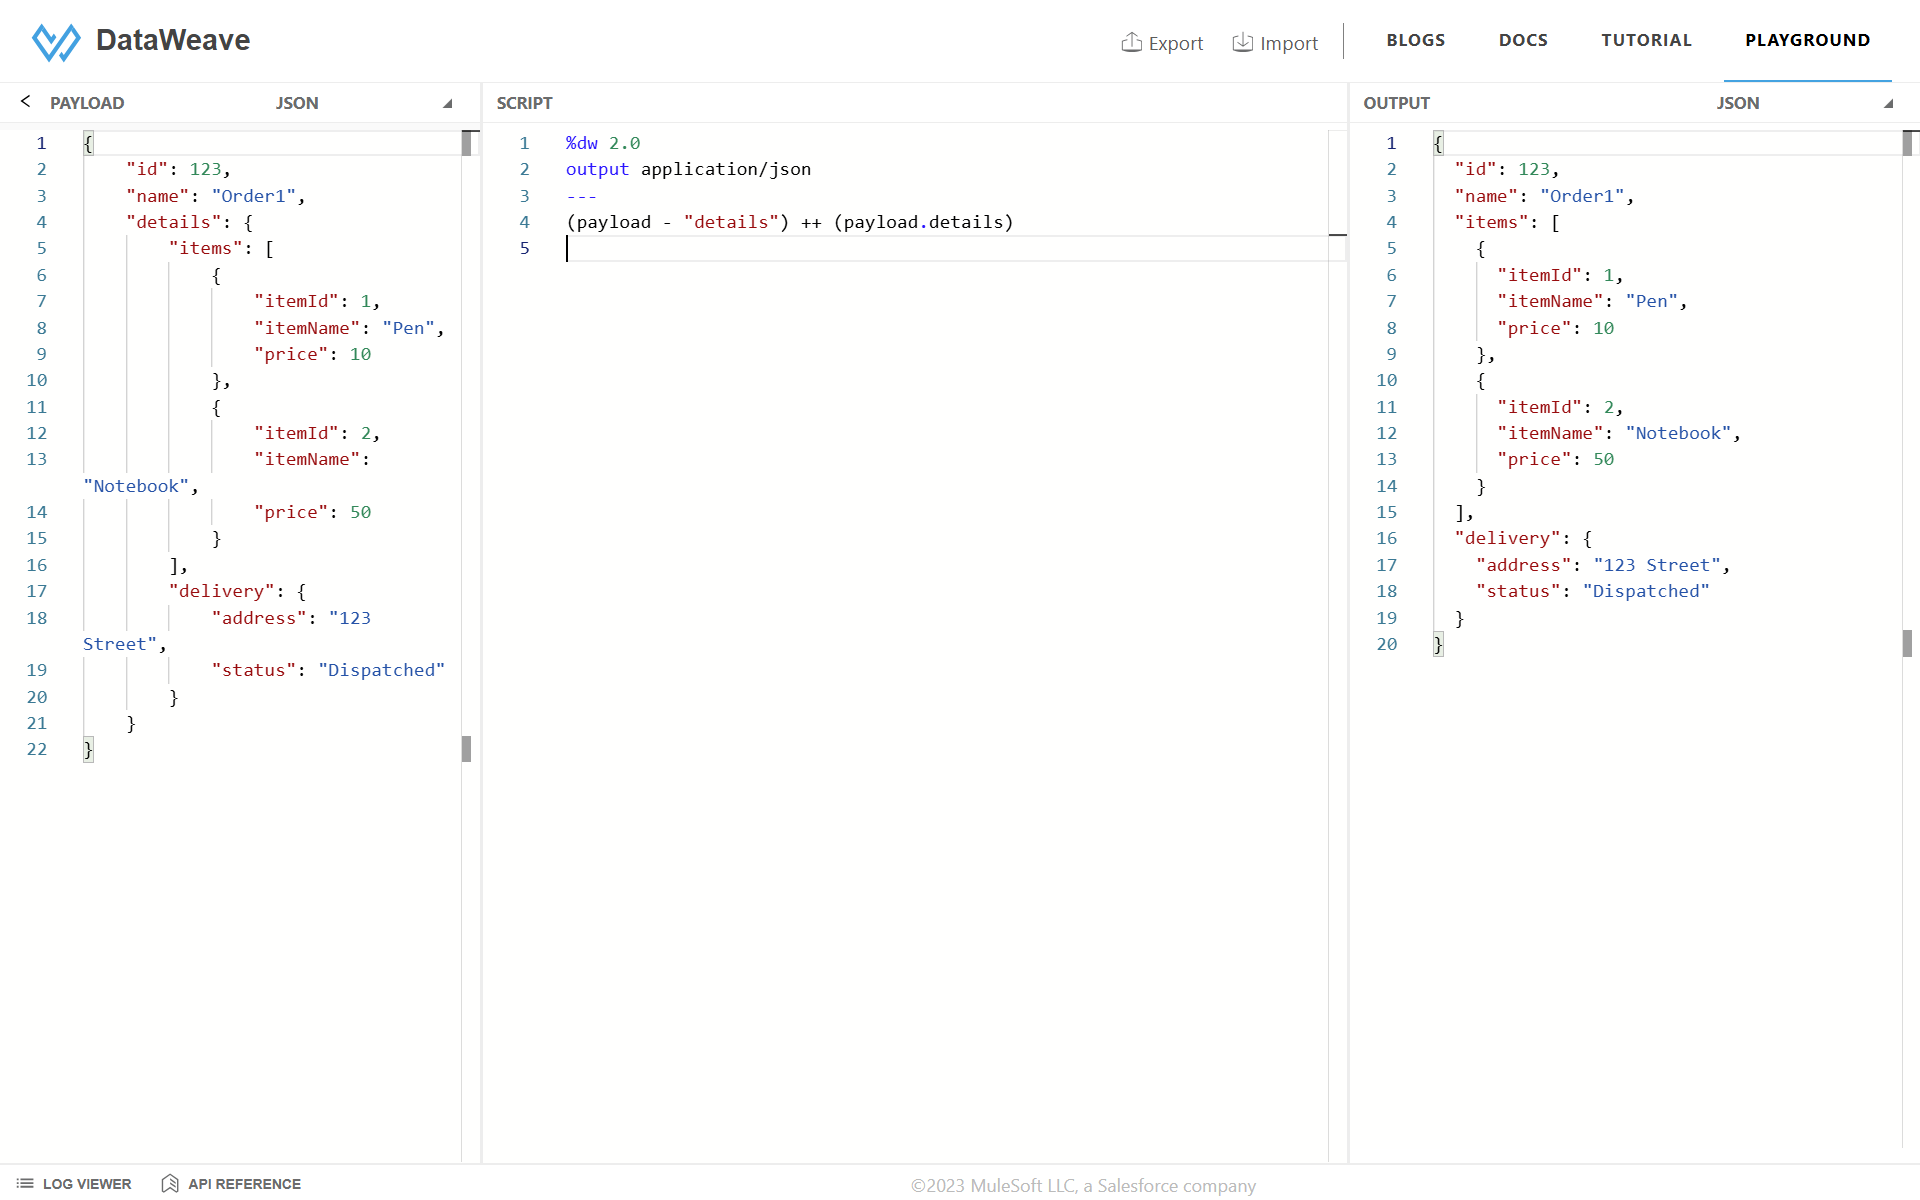 DataWeave
Export Import BLOGS DOCS TUTORIAL PLAYGROUND
PAYLOAD JSON
1 {
2 "id": 123,
3 "name": "Order1",
4 "details": {
5 "items": [
6 {
7 "itemId": 1,
8 "itemName": "Pen",
9 "price": 10
10 },
11 {
12 "itemId": 2,
13 "itemName":
"Notebook",
14 "price": 50
15 }
16 ],
17 "delivery": {
18 "address": "123
Street",
19 "status": "Dispatched"
20 }
21 }
22 }
SCRIPT
1 %dw 2.0
2 output application/json
3 ---
4 (payload - "details") ++ (payload.details)
5
OUTPUT JSON
1 {
2 "id": 123,
3 "name": "Order1",
4 "items": [
5 {
6 "itemId": 1,
7 "itemName": "Pen",
8 "price": 10
9 },
10 {
11 "itemId": 2,
12 "itemName": "Notebook",
13 "price": 50
14 }
15 ],
16 "delivery": {
17 "address": "123 Street",
18 "status": "Dispatched"
19 }
20 }
LOG VIEWER API REFERENCE
©2023 MuleSoft LLC, a Salesforce company